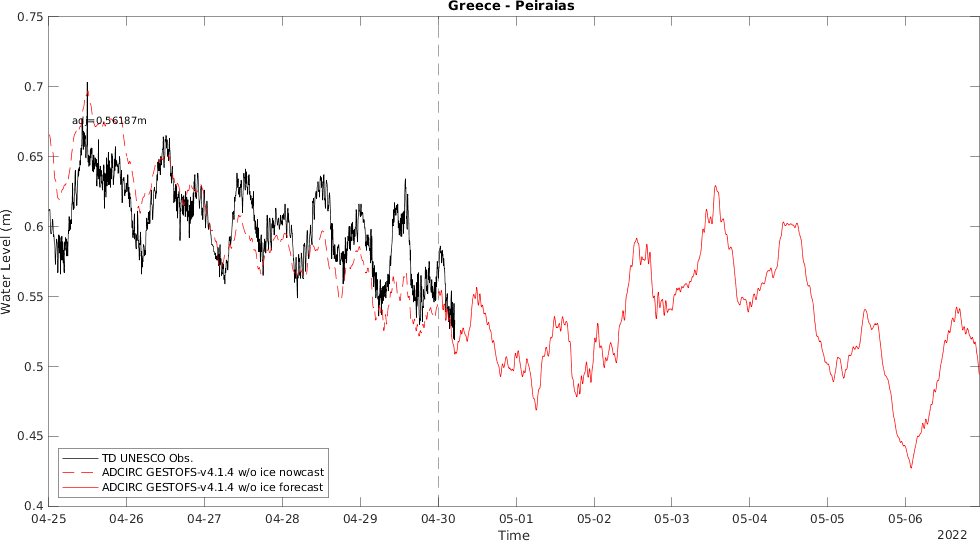 Greece - Peiraias
0.75
0.7
0.65
0.6
0.55
0.5
0.45
0.4
Water Level (m)
ad = 0.56187m
TD UNESCO Obs.
ADCIRC GESTOFS-v4.1.4 w/o ice nowcast
ADCIRC GESTOFS-v4.1.4 w/o ice forecast
04-25 04-26 04-27 04-28 04-29 04-30 05-01 05-02 05-03 05-04 05-05 05-06
Time
2022